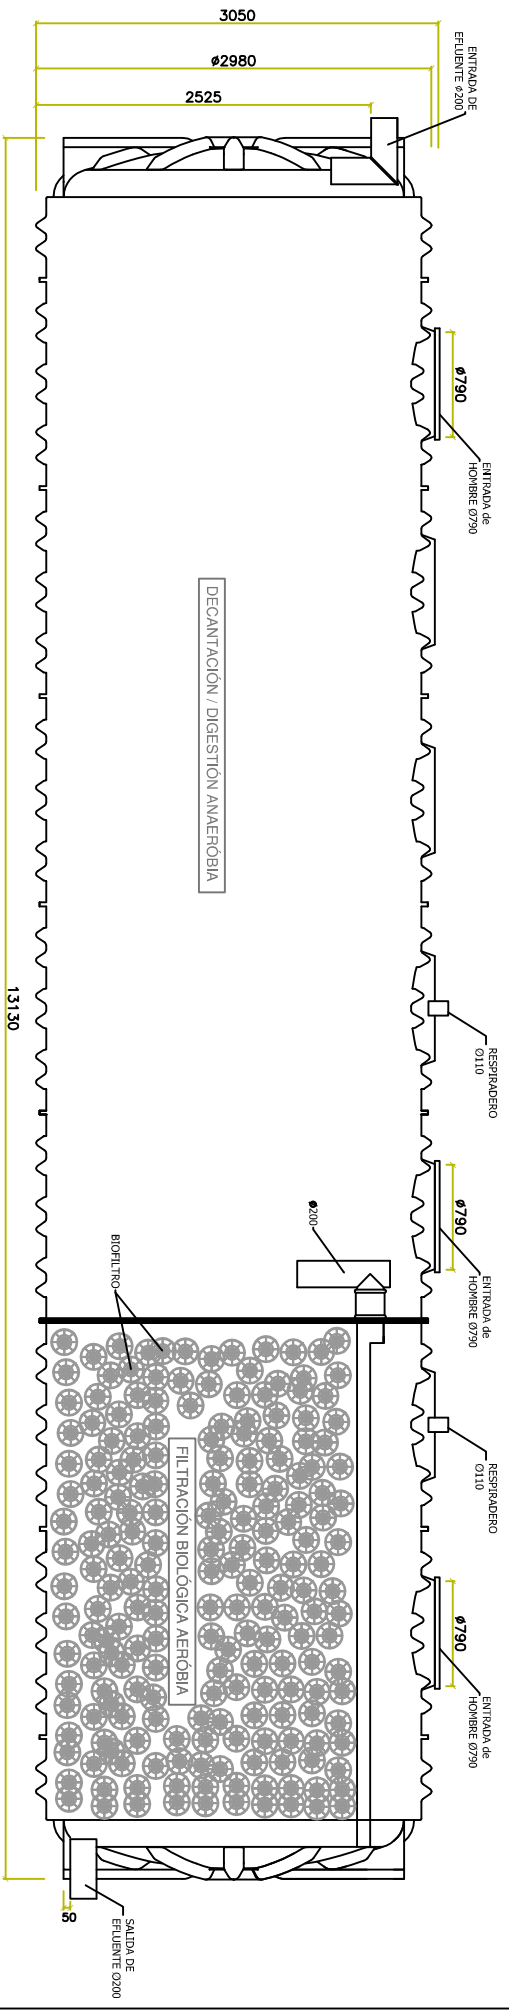 3050
ø2980
2525
ENTRADA DE
EFLUENTE ø200
ø790
ENTRADA de
HOMBRE Ø790
DECANTACIÓN / DIGESTIÓN ANAERÓBIA
13130
RESPIRADERO
Ø110
ø790
ENTRADA de
HOMBRE Ø790
ø200
BIOFILTRO
RESPIRADERO
Ø110
FILTRACIÓN BIOLÓGICA AERÓBIA
ø790
ENTRADA de
HOMBRE Ø790
50
SALIDA DE
EFLUENTE Ø200